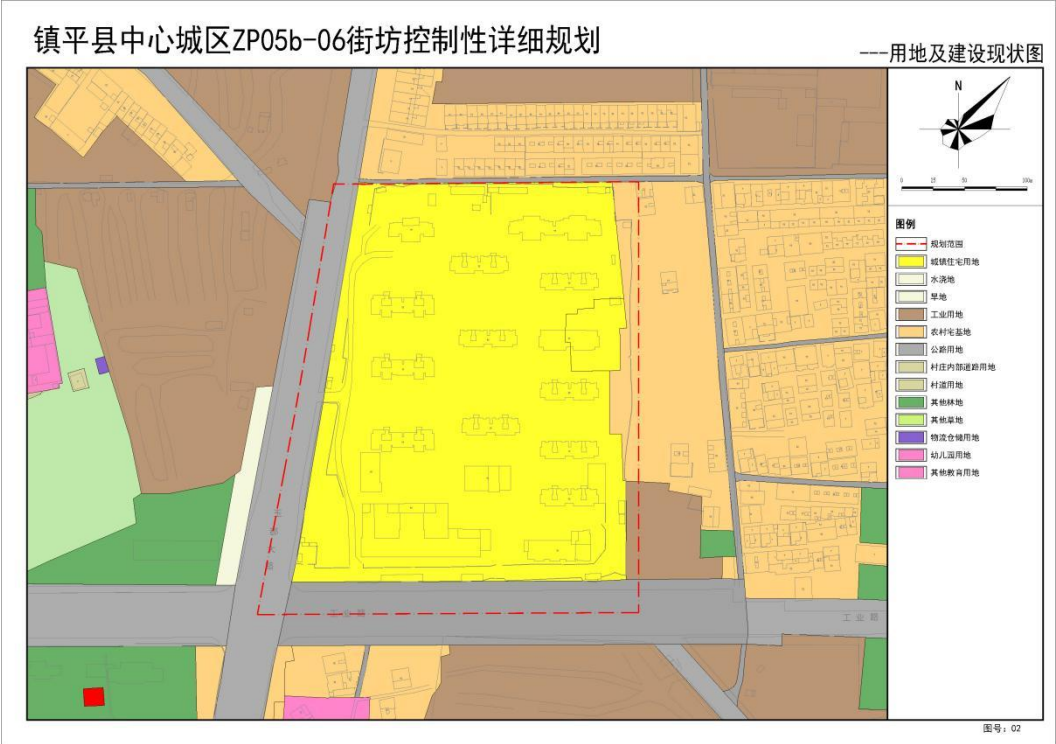 镇平县中心城区ZP05b-06街坊控制性详细规划
---用地及建设现状图
N
0 25 50 100m
图例
规划范围
城镇住宅用地
水浇地
旱地
工业用地
农村宅基地
公路用地
村庄内部道路用地
村道用地
其他林地
其他草地
物流仓储用地
幼儿园用地
其他教育用地
工业路
工业路
图号：02